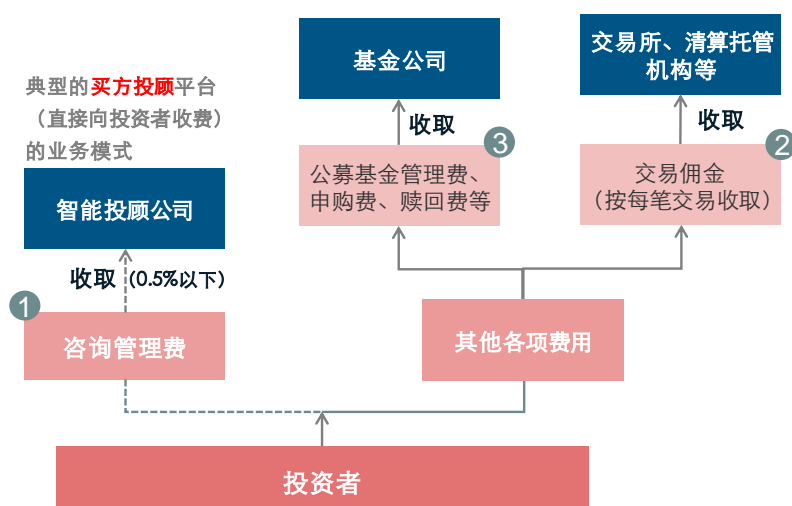 典型的买方投顾平台
（直接向投资者收费）
的业务模式
智能投顾公司
收取（0.5%以下）
1
咨询管理费
基金公司
收取
3
公募基金管理费、
申购费、赎回费等
交易所、清算托管
机构等
收取
2
交易佣金
（按每笔交易收取）
其他各项费用
投资者